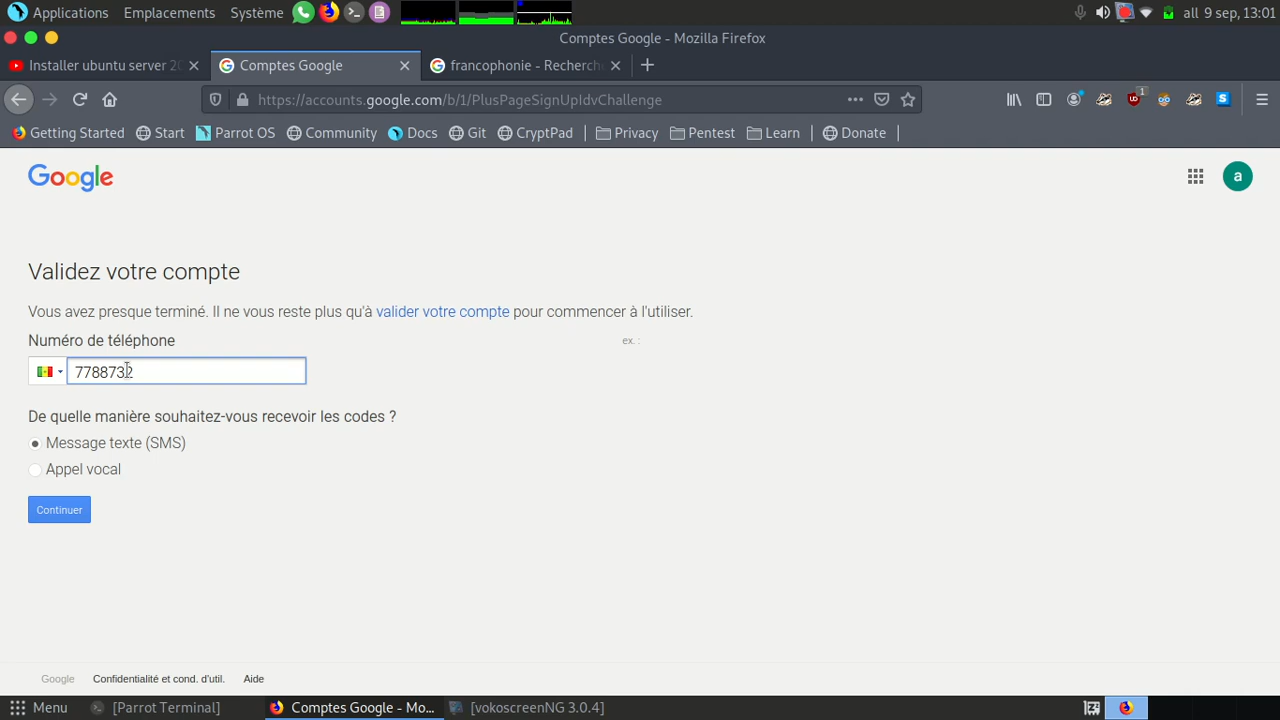 Applications Emplacements Système all 9 sep, 13:01
Comptes Google - Mozilla Firefox
Installer ubuntu server 20 Comptes Google francophonie - Recherch
https://accounts.google.com/b/1/PlusPageSignUpIdvChallenge
Getting Started Start Parrot OS Community Docs Git CryptPad Privacy Pentest Learn Donate
Google a
Validez votre compte
Vous avez presque terminé. Il ne vous reste plus qu'à valider votre compte pour commencer à l'utiliser.
Numéro de téléphone ex. :
7788732
De quelle manière souhaitez-vous recevoir les codes ?
Message texte (SMS)
Appel vocal
Continuer
Google Confidentialité et cond. d'util. Aide
Menu [Parrot Terminal] Comptes Google - Mo... [vokoscreenNG 3.0.4]